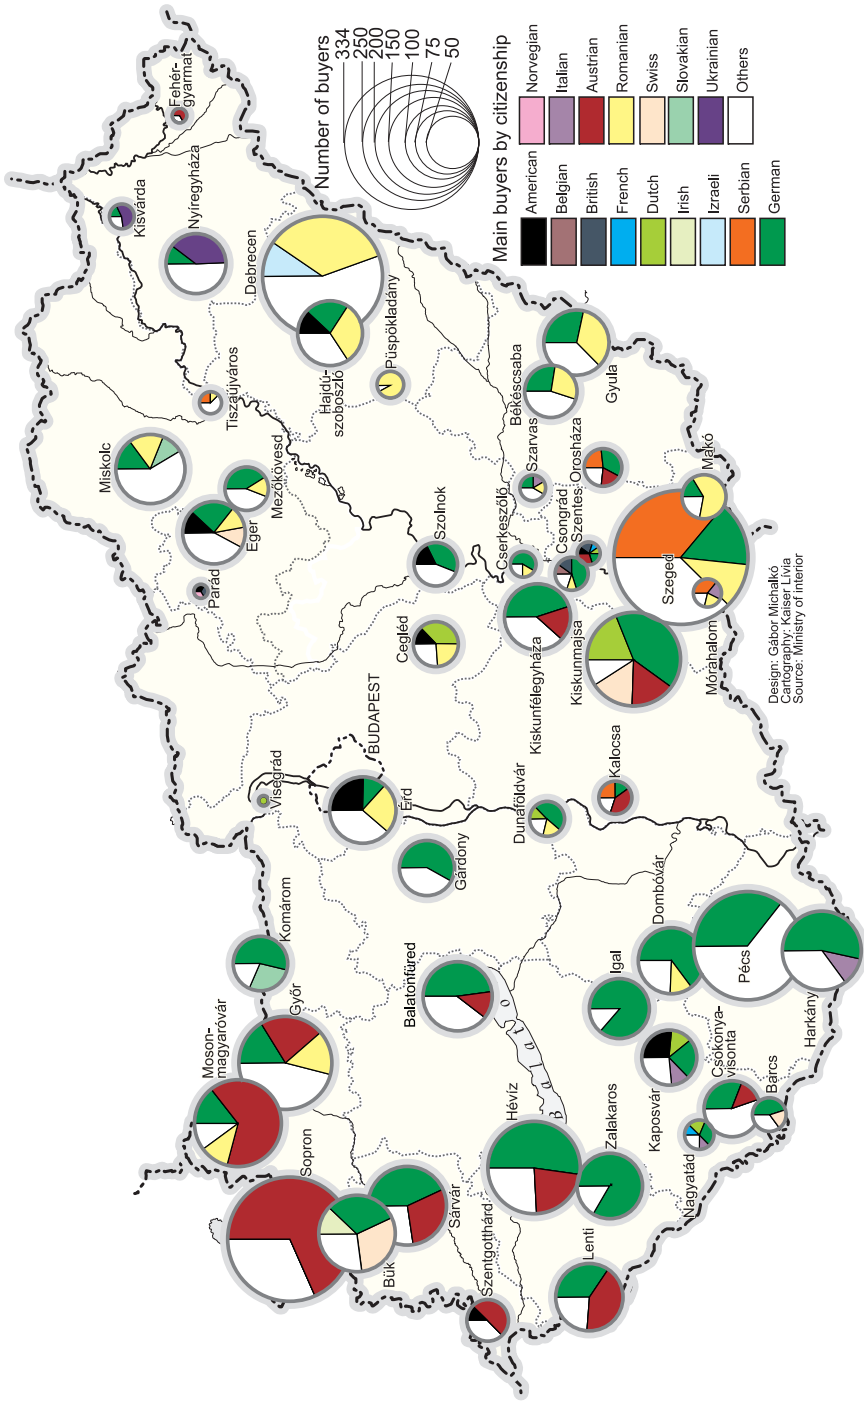 Number of buyers
334
250
200
150
100
75
50
Main buyers by citizenship
American
Belgian
British
French
Dutch
Irish
Izraeli
Serbian
German
Norvegian
Italian
Austrian
Romanian
Swiss
Slovakian
Ukrainian
Others
Fehér-
gyarmat
Kisvárda
Nyíregyháza
Debrecen
Hajdú-
szoboszló
Püspökladány
Tiszaújváros
Miskolc
Mezőkövesd
Eger
Parád
Szolnok
Cegléd
BUDAPEST
Visegrád
Érd
Gárdony
Komárom
Győr
Moson-
magyaróvár
Sopron
Bük
Sárvár
Szentgotthárd
Lenti
Zalakaros
Hévíz
Balaton
Balatonfüred
Igal
Kaposvár
Nagyatád
Csokonya-
visonta
Barcs
Harkány
Pécs
Dombóvár
Dunaföldvár
Kalocsa
Kiskunfélegyháza
Kiskunmajsa
Cserkeszőlő
Csongrád
Szentes
Szarvas
Orosháza
Békéscsaba
Gyula
Makó
Szeged
Mórahalom
Design: Gábor Michalkó
Cartography: Kaiser Lívia
Source: Ministry of interior